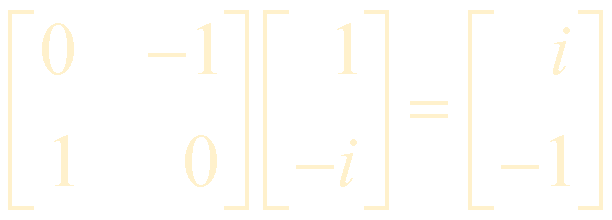 [0 −1] [1] = [i]
[1 0] [−i] [−1]